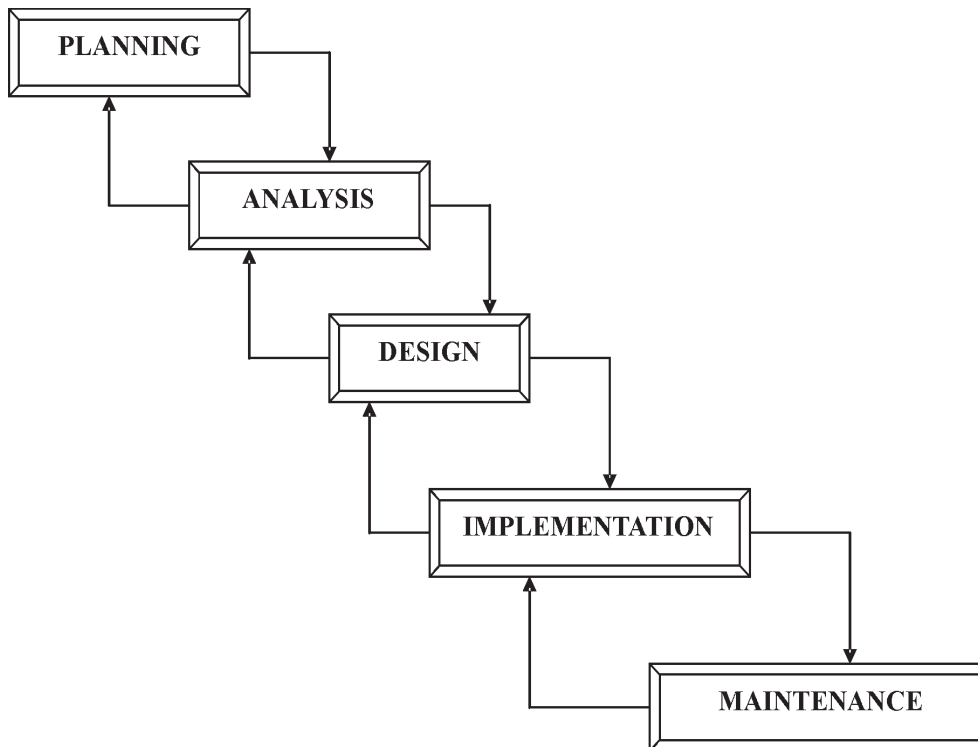 PLANNING
ANALYSIS
DESIGN
IMPLEMENTATION
MAINTENANCE